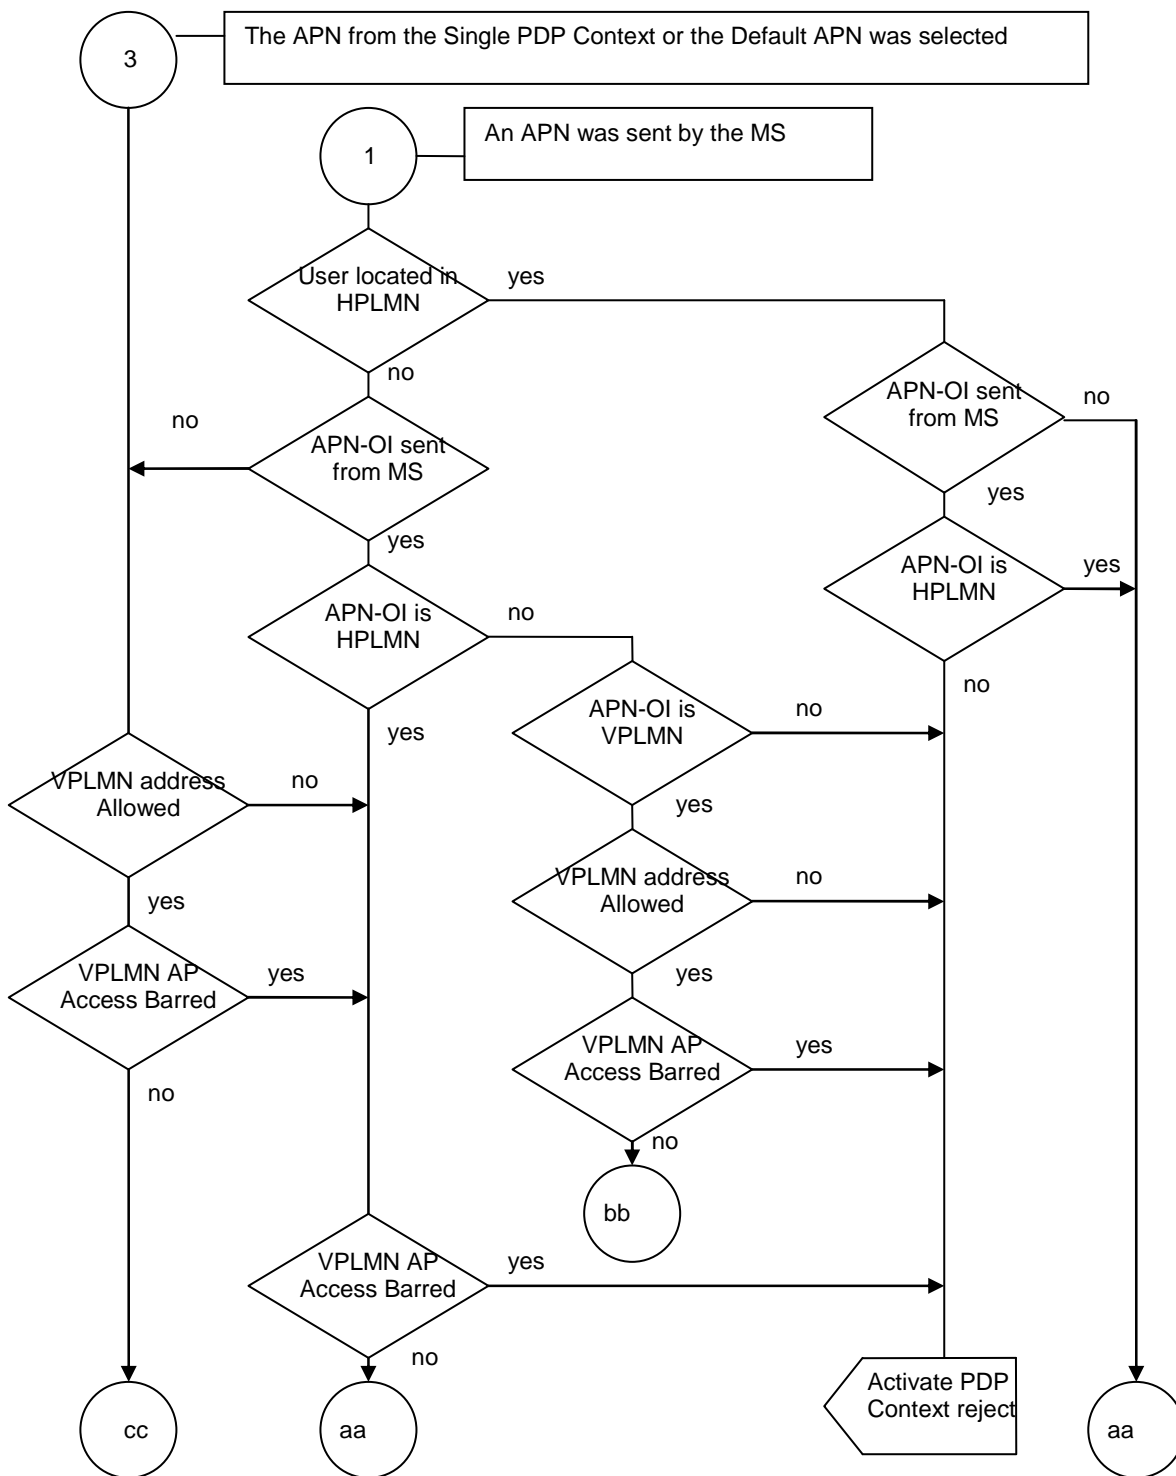 3
The APN from the Single PDP Context or the Default APN was selected
1
An APN was sent by the MS
User located in
HPLMN
yes
no
APN-OI sent
from MS
no
no
APN-OI sent
from MS
yes
yes
APN-OI is
HPLMN
yes
APN-OI is
HPLMN
no
no
yes
APN-OI is
VPLMN
no
VPLMN address
Allowed
no
yes
VPLMN address
Allowed
no
yes
VPLMN AP
Access Barred
yes
yes
VPLMN AP
Access Barred
yes
no
no
bb
VPLMN AP
Access Barred
yes
no
Activate PDP
Context reject
cc
aa
aa